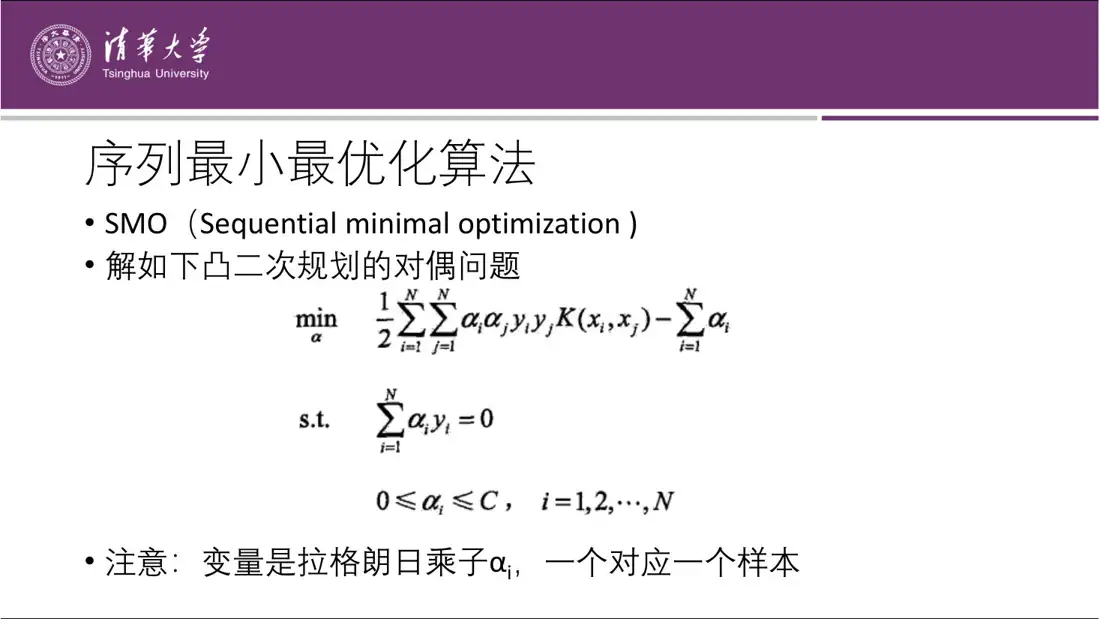 清华大学
Tsinghua University
序列最小最优化算法
• SMO（Sequential minimal optimization )
• 解如下凸二次规划的对偶问题
min_α 1/2 ∑_{i=1}^{N} ∑_{j=1}^{N} α_i α_j y_i y_j K(x_i, x_j) − ∑_{i=1}^{N} α_i
s.t. ∑_{i=1}^{N} α_i y_i = 0
0 ≤ α_i ≤ C， i = 1,2,⋯,N
• 注意：变量是拉格朗日乘子α_i，一个对应一个样本